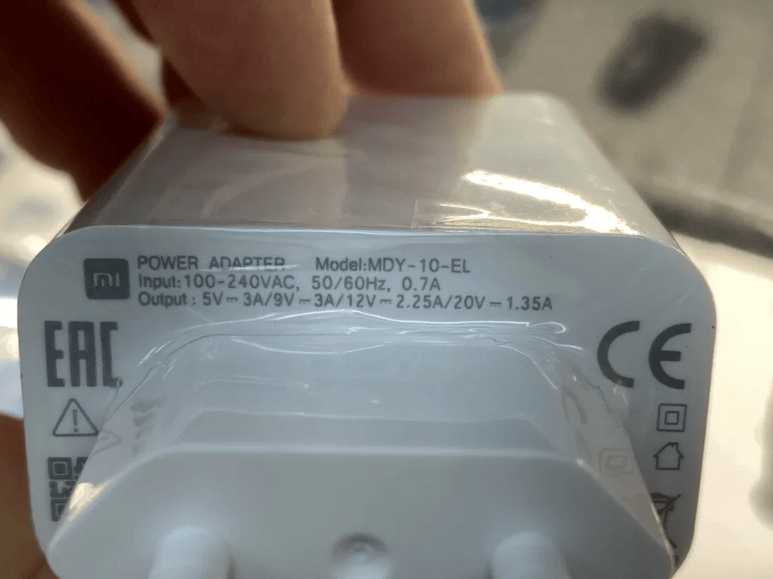 mi
POWER ADAPTER Model:MDY-10-EL
Input:100-240VAC, 50/60Hz, 0.7A
Output : 5V⎓3A/9V⎓3A/12V⎓2.25A/20V⎓1.35A
EAC
CE